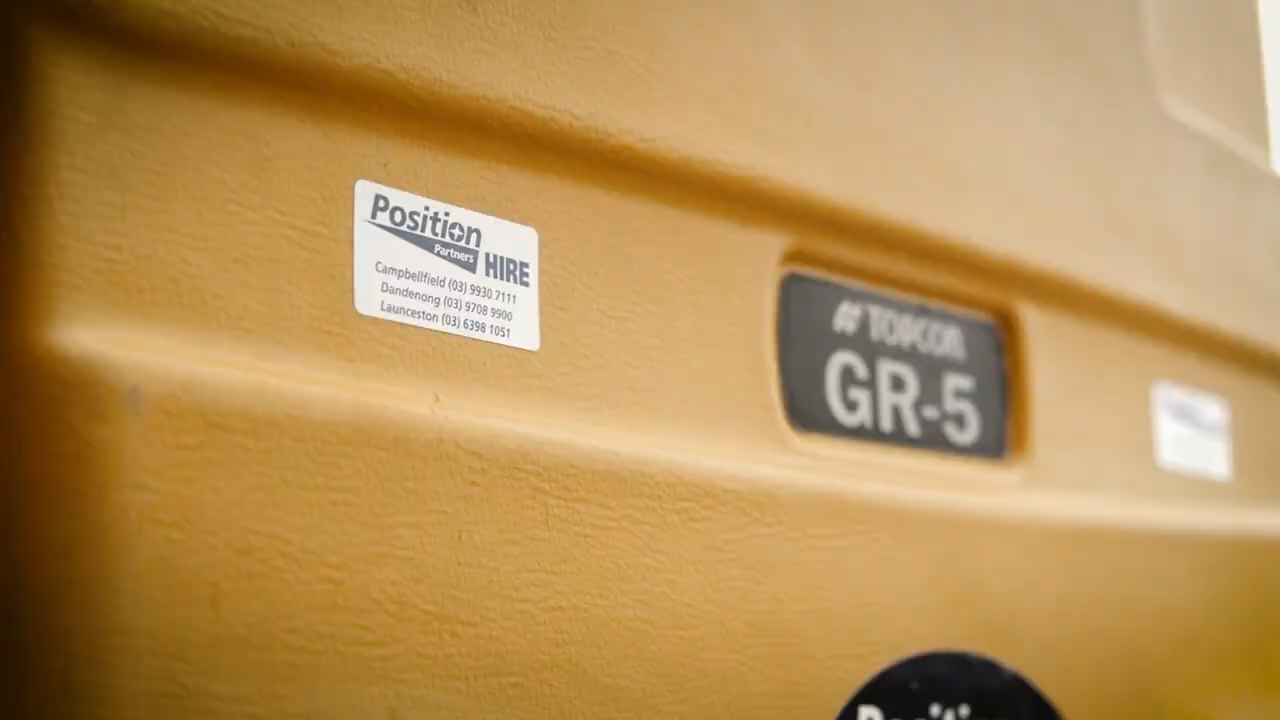 Position
Partners
HIRE
Campbellfield (03) 9930 7111
Dandenong (03) 9708 9900
Launceston (03) 6398 1051
TOPCON
GR-5